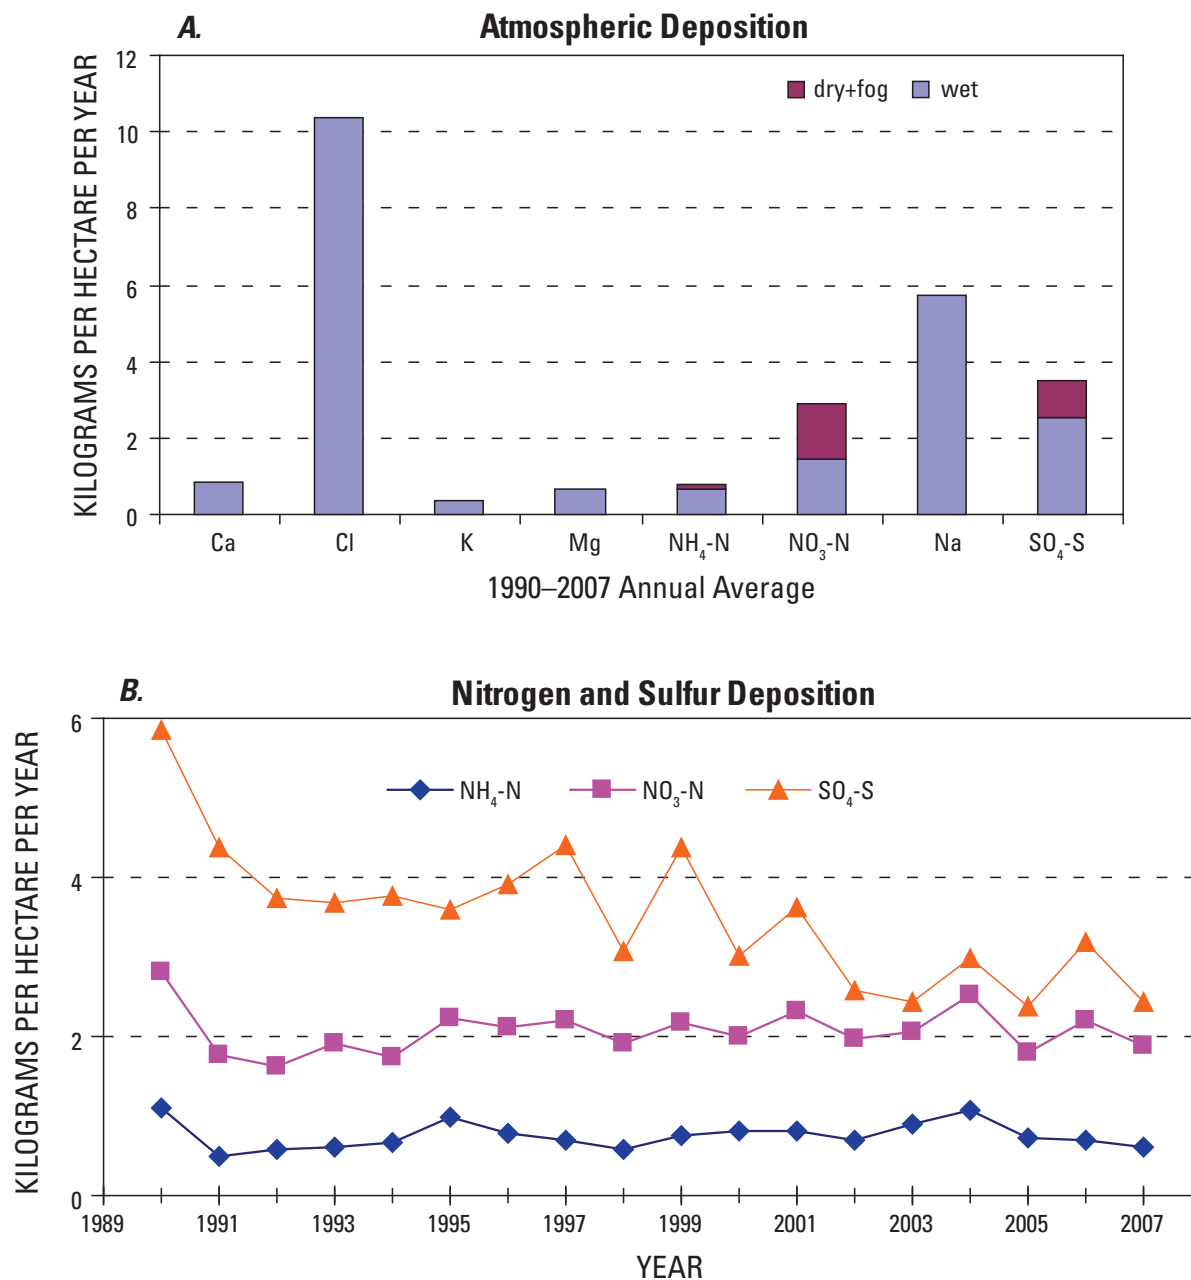 A. Atmospheric Deposition
KILOGRAMS PER HECTARE PER YEAR
12
10
8
6
4
2
0
dry+fog wet
Ca Cl K Mg NH₄-N NO₃-N Na SO₄-S
1990–2007 Annual Average
B. Nitrogen and Sulfur Deposition
KILOGRAMS PER HECTARE PER YEAR
6
4
2
0
NH₄-N NO₃-N SO₄-S
1989 1991 1993 1995 1997 1999 2001 2003 2005 2007
YEAR